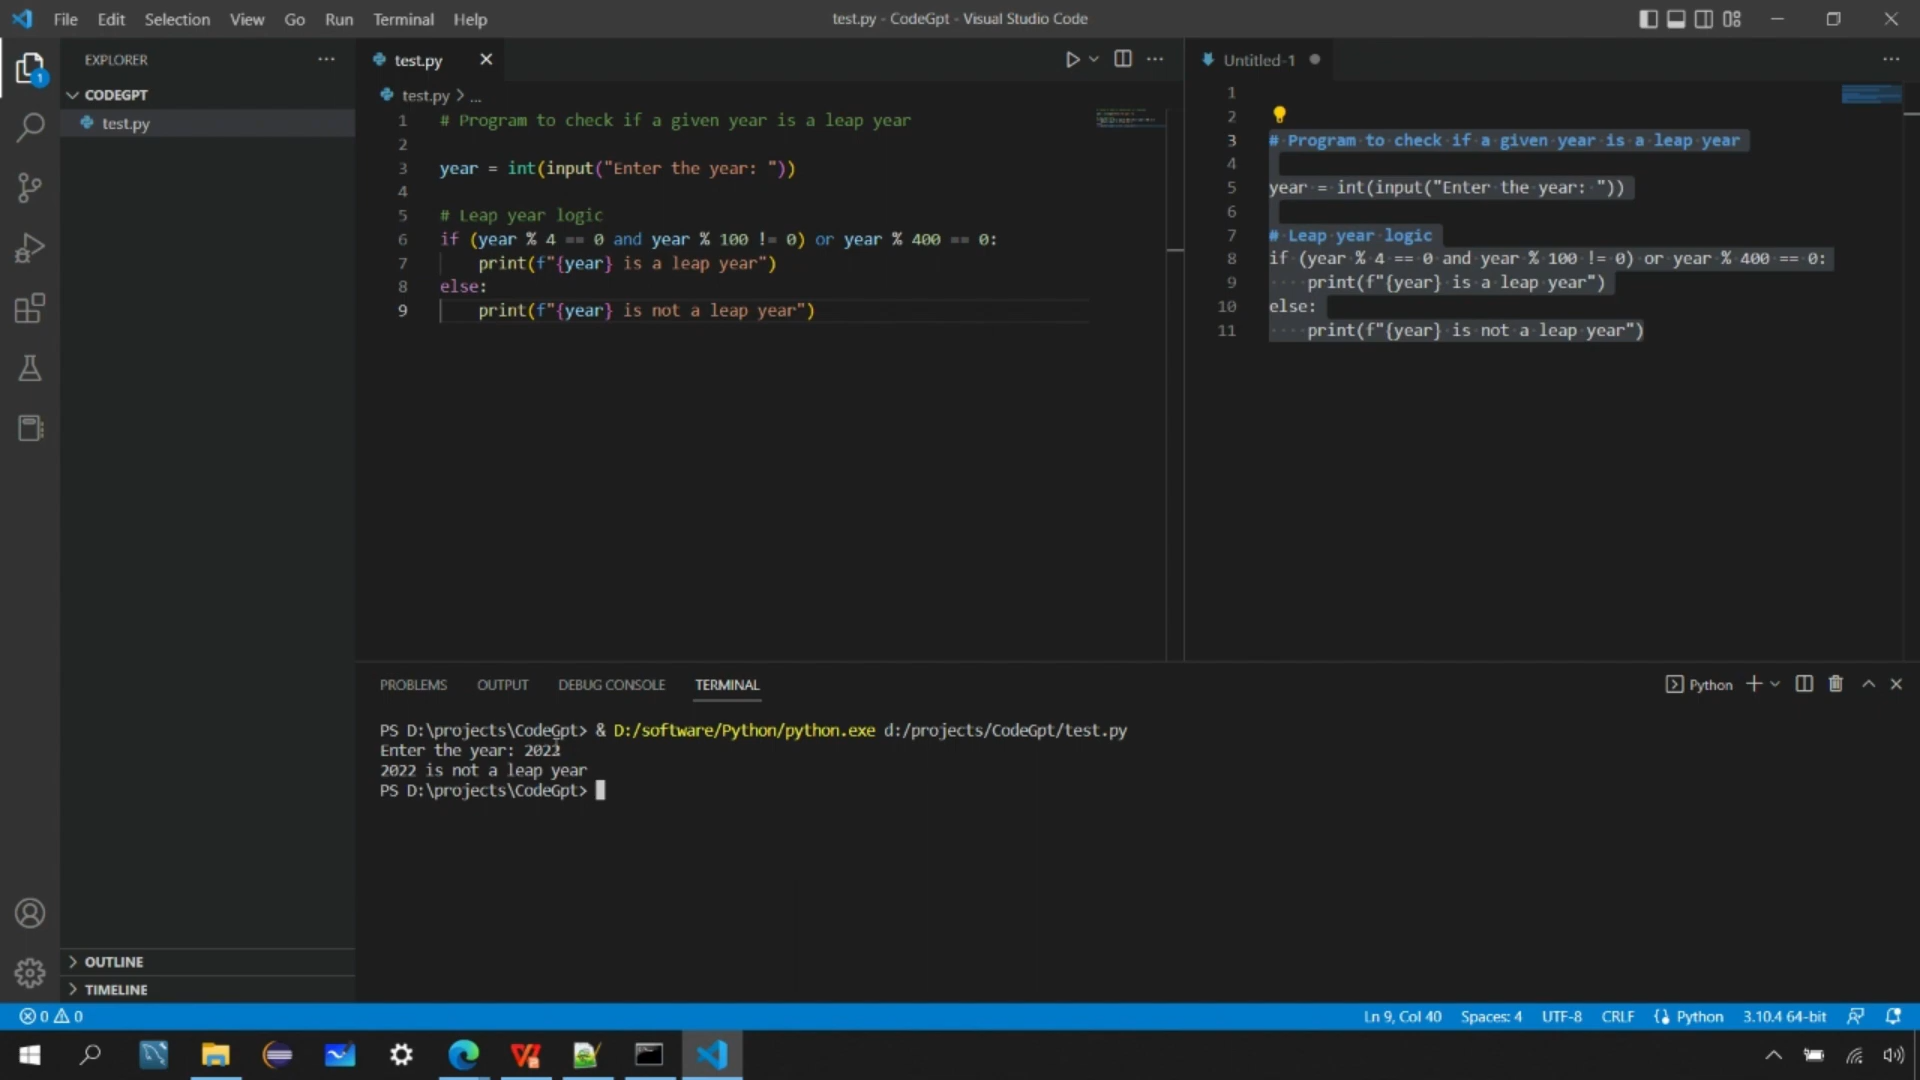 File Edit Selection View Go Run Terminal Help
test.py - CodeGpt - Visual Studio Code
EXPLORER
CODEGPT
test.py
1
OUTLINE
TIMELINE
test.py
test.py > ...
1 # Program to check if a given year is a leap year
2
3 year = int(input("Enter the year: "))
4
5 # Leap year logic
6 if (year % 4 == 0 and year % 100 != 0) or year % 400 == 0:
7 print(f"{year} is a leap year")
8 else:
9 print(f"{year} is not a leap year")
Untitled-1
1
2
3 # Program to check if a given year is a leap year
4
5 year = int(input("Enter the year: "))
6
7 # Leap year logic
8 if (year % 4 == 0 and year % 100 != 0) or year % 400 == 0:
9 print(f"{year} is a leap year")
10 else:
11 print(f"{year} is not a leap year")
PROBLEMS OUTPUT DEBUG CONSOLE TERMINAL
Python
PS D:\projects\CodeGpt> & D:/software/Python/python.exe d:/projects/CodeGpt/test.py
Enter the year: 2022
2022 is not a leap year
PS D:\projects\CodeGpt>
0 0
Ln 9, Col 40 Spaces: 4 UTF-8 CRLF Python 3.10.4 64-bit